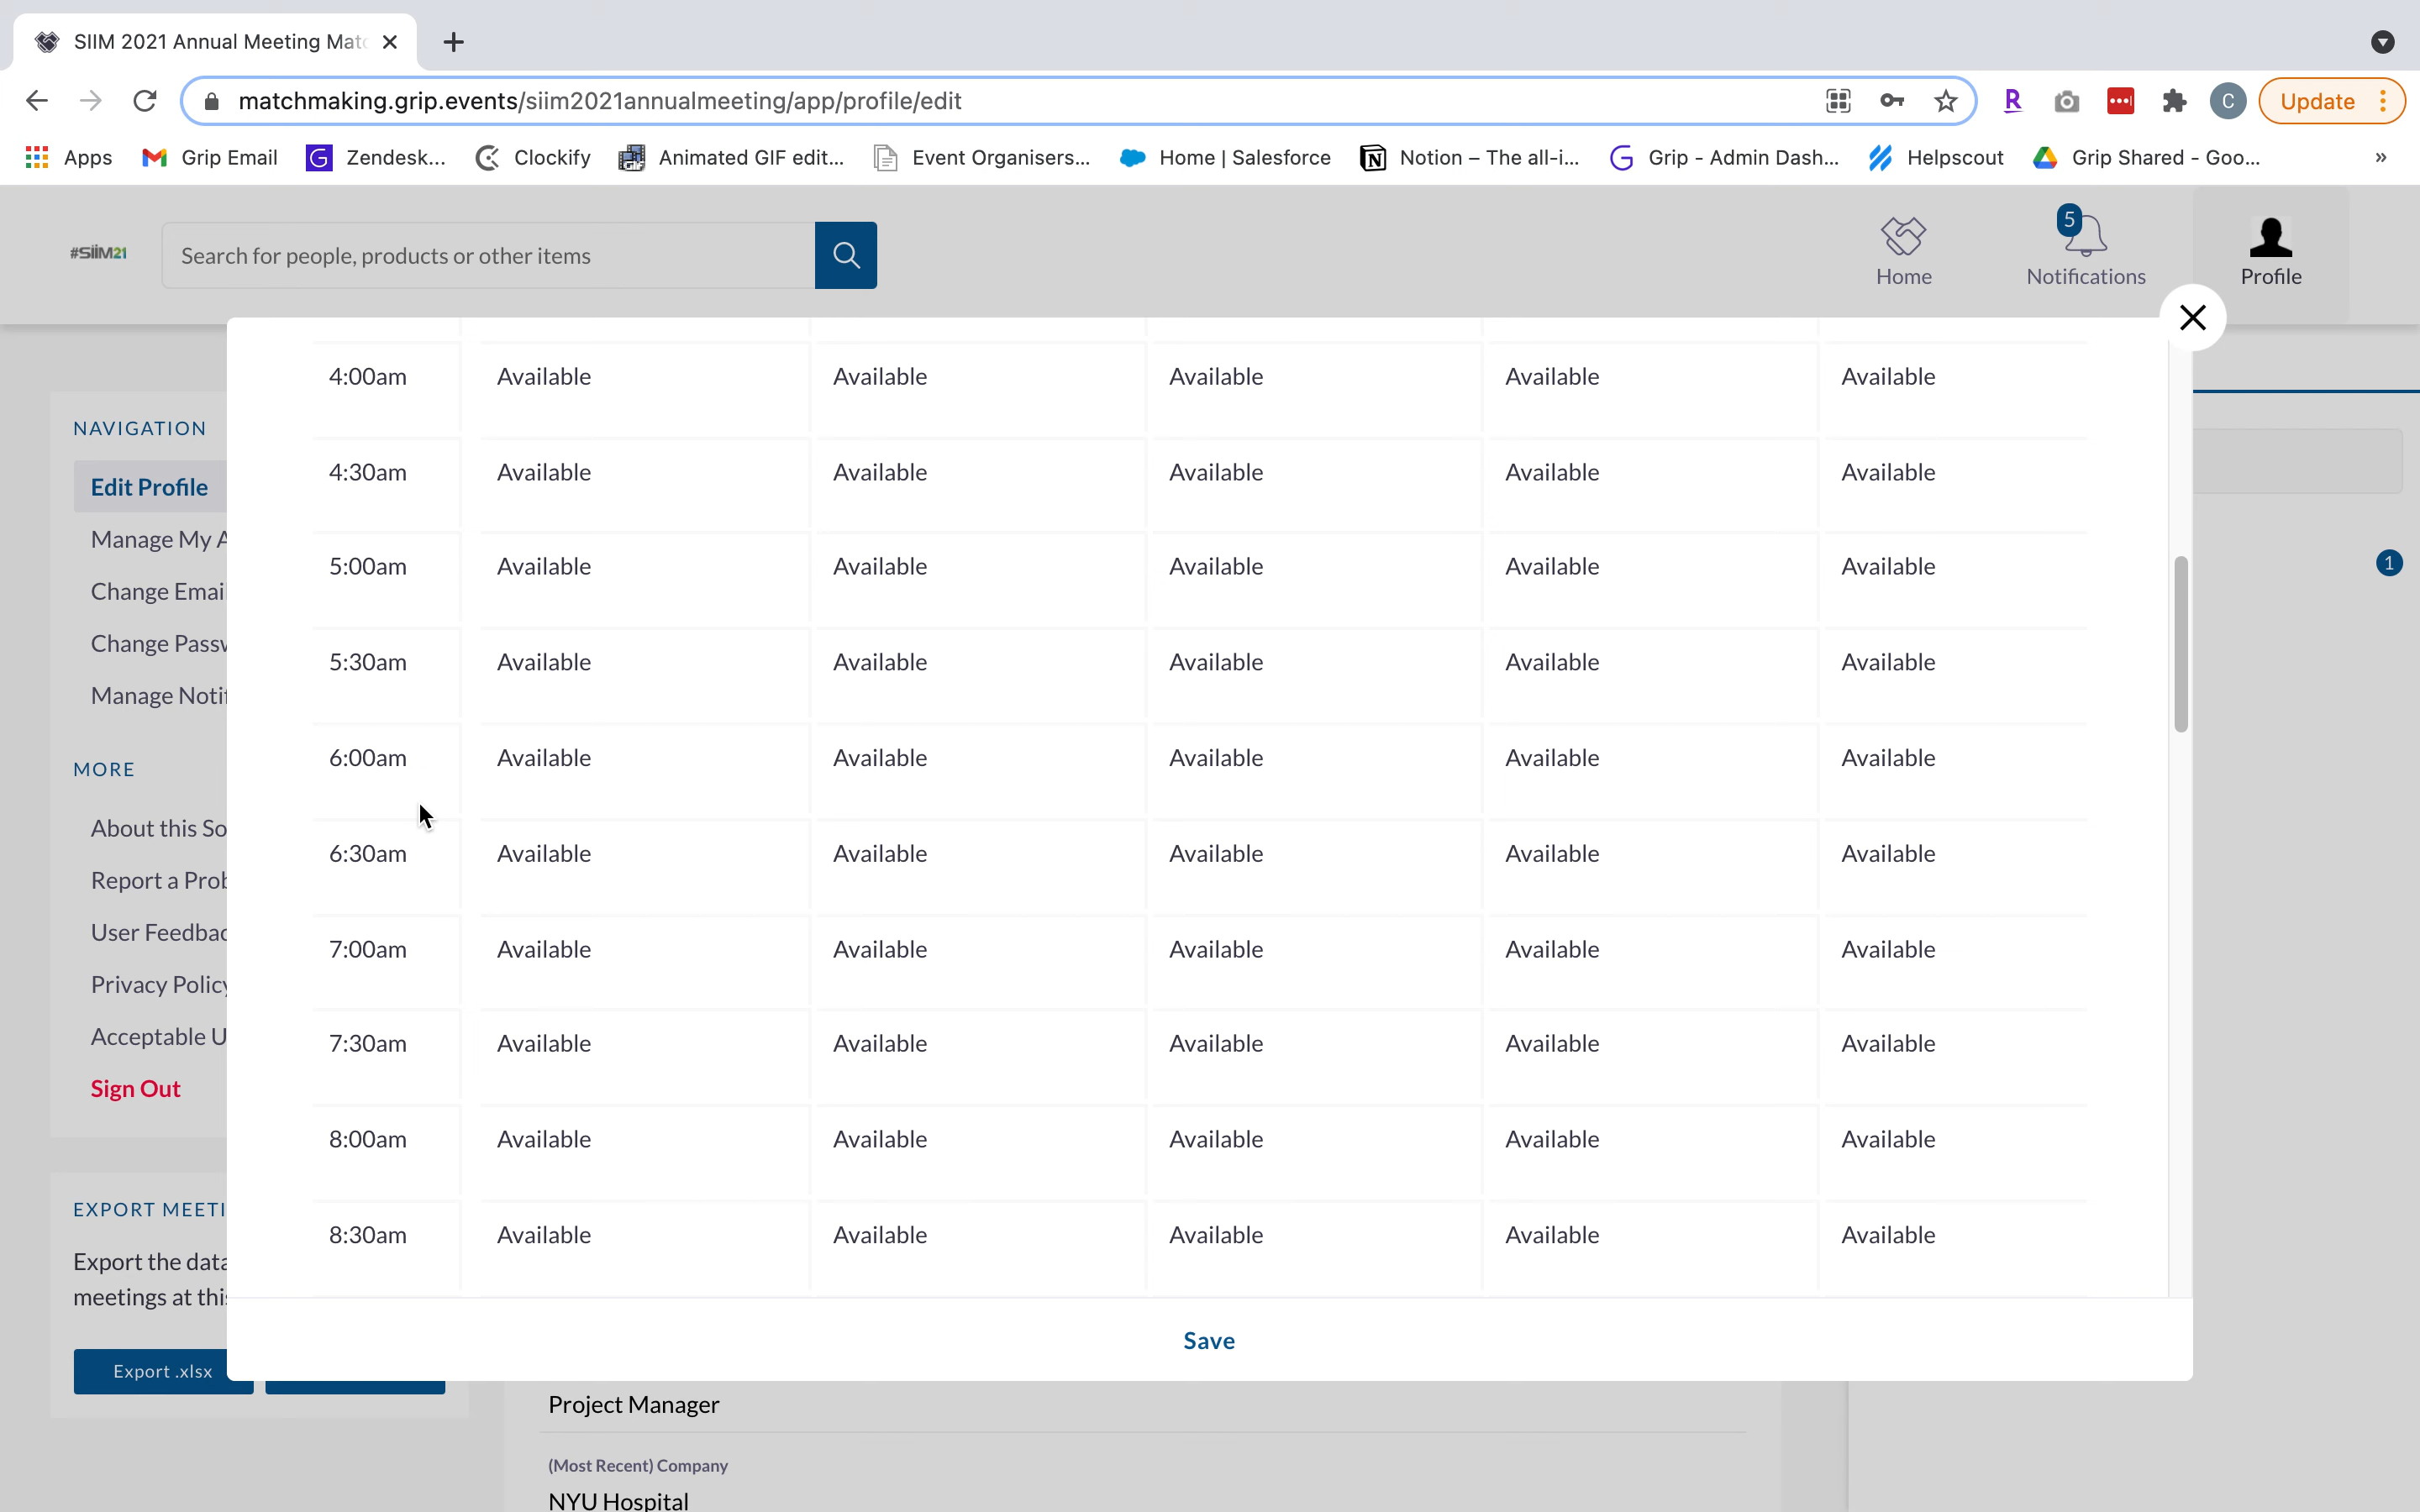 SIIM 2021 Annual Meeting Mat
matchmaking.grip.events/siim2021annualmeeting/app/profile/edit
R
C
Update
Apps
Grip Email
Zendesk...
Clockify
Animated GIF edit...
Event Organisers...
Home | Salesforce
Notion – The all-i...
Grip - Admin Dash...
Helpscout
Grip Shared - Goo...
»
#SIIM21
Search for people, products or other items
Home
5
Notifications
Profile
NAVIGATION
Edit Profile
Manage My A
Change Emai
Change Passw
Manage Notif
MORE
About this So
Report a Prob
User Feedbac
Privacy Policy
Acceptable U
Sign Out
EXPORT MEETI
Export the data
meetings at this
Export .xlsx
4:00am Available Available Available Available Available
4:30am Available Available Available Available Available
5:00am Available Available Available Available Available
5:30am Available Available Available Available Available
6:00am Available Available Available Available Available
6:30am Available Available Available Available Available
7:00am Available Available Available Available Available
7:30am Available Available Available Available Available
8:00am Available Available Available Available Available
8:30am Available Available Available Available Available
Save
1
Project Manager
(Most Recent) Company
NYU Hospital